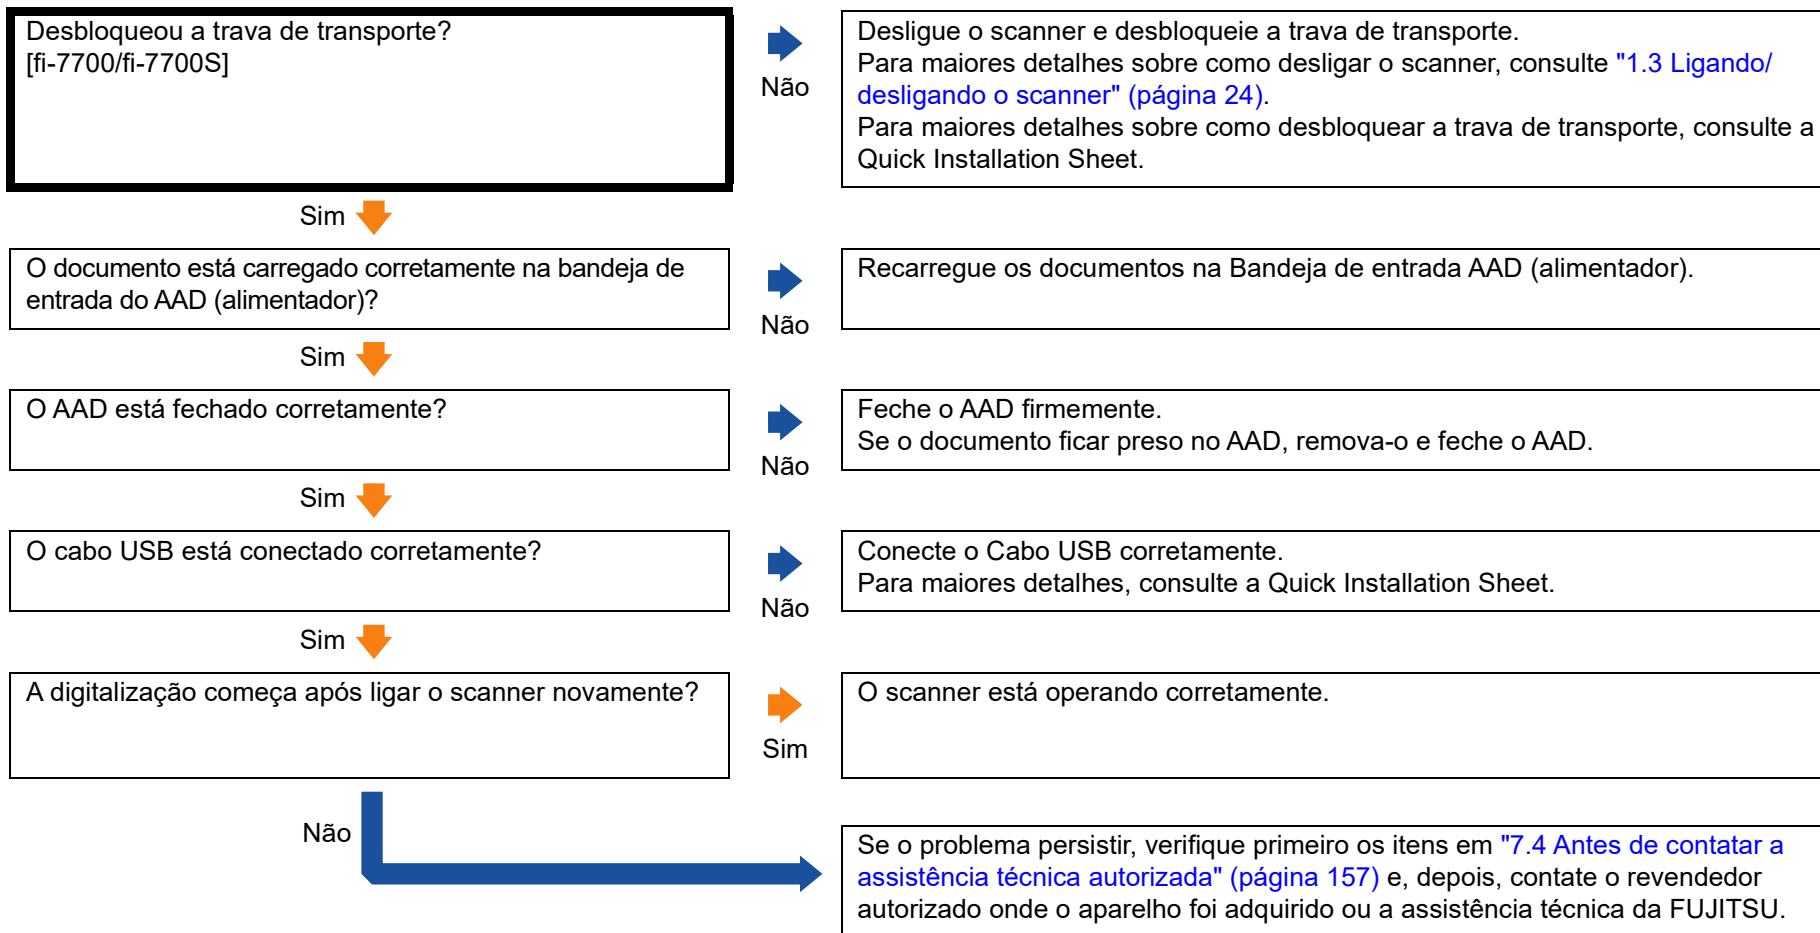 Desbloqueou a trava de transporte?
[fi-7700/fi-7700S]
Não
Desligue o scanner e desbloqueie a trava de transporte.
Para maiores detalhes sobre como desligar o scanner, consulte "1.3 Ligando/
desligando o scanner" (página 24).
Para maiores detalhes sobre como desbloquear a trava de transporte, consulte a
Quick Installation Sheet.
Sim
O documento está carregado corretamente na bandeja de
entrada do AAD (alimentador)?
Não
Recarregue os documentos na Bandeja de entrada AAD (alimentador).
Sim
O AAD está fechado corretamente?
Não
Feche o AAD firmemente.
Se o documento ficar preso no AAD, remova-o e feche o AAD.
Sim
O cabo USB está conectado corretamente?
Não
Conecte o Cabo USB corretamente.
Para maiores detalhes, consulte a Quick Installation Sheet.
Sim
A digitalização começa após ligar o scanner novamente?
Sim
O scanner está operando corretamente.
Não
Se o problema persistir, verifique primeiro os itens em "7.4 Antes de contatar a
assistência técnica autorizada" (página 157) e, depois, contate o revendedor
autorizado onde o aparelho foi adquirido ou a assistência técnica da FUJITSU.